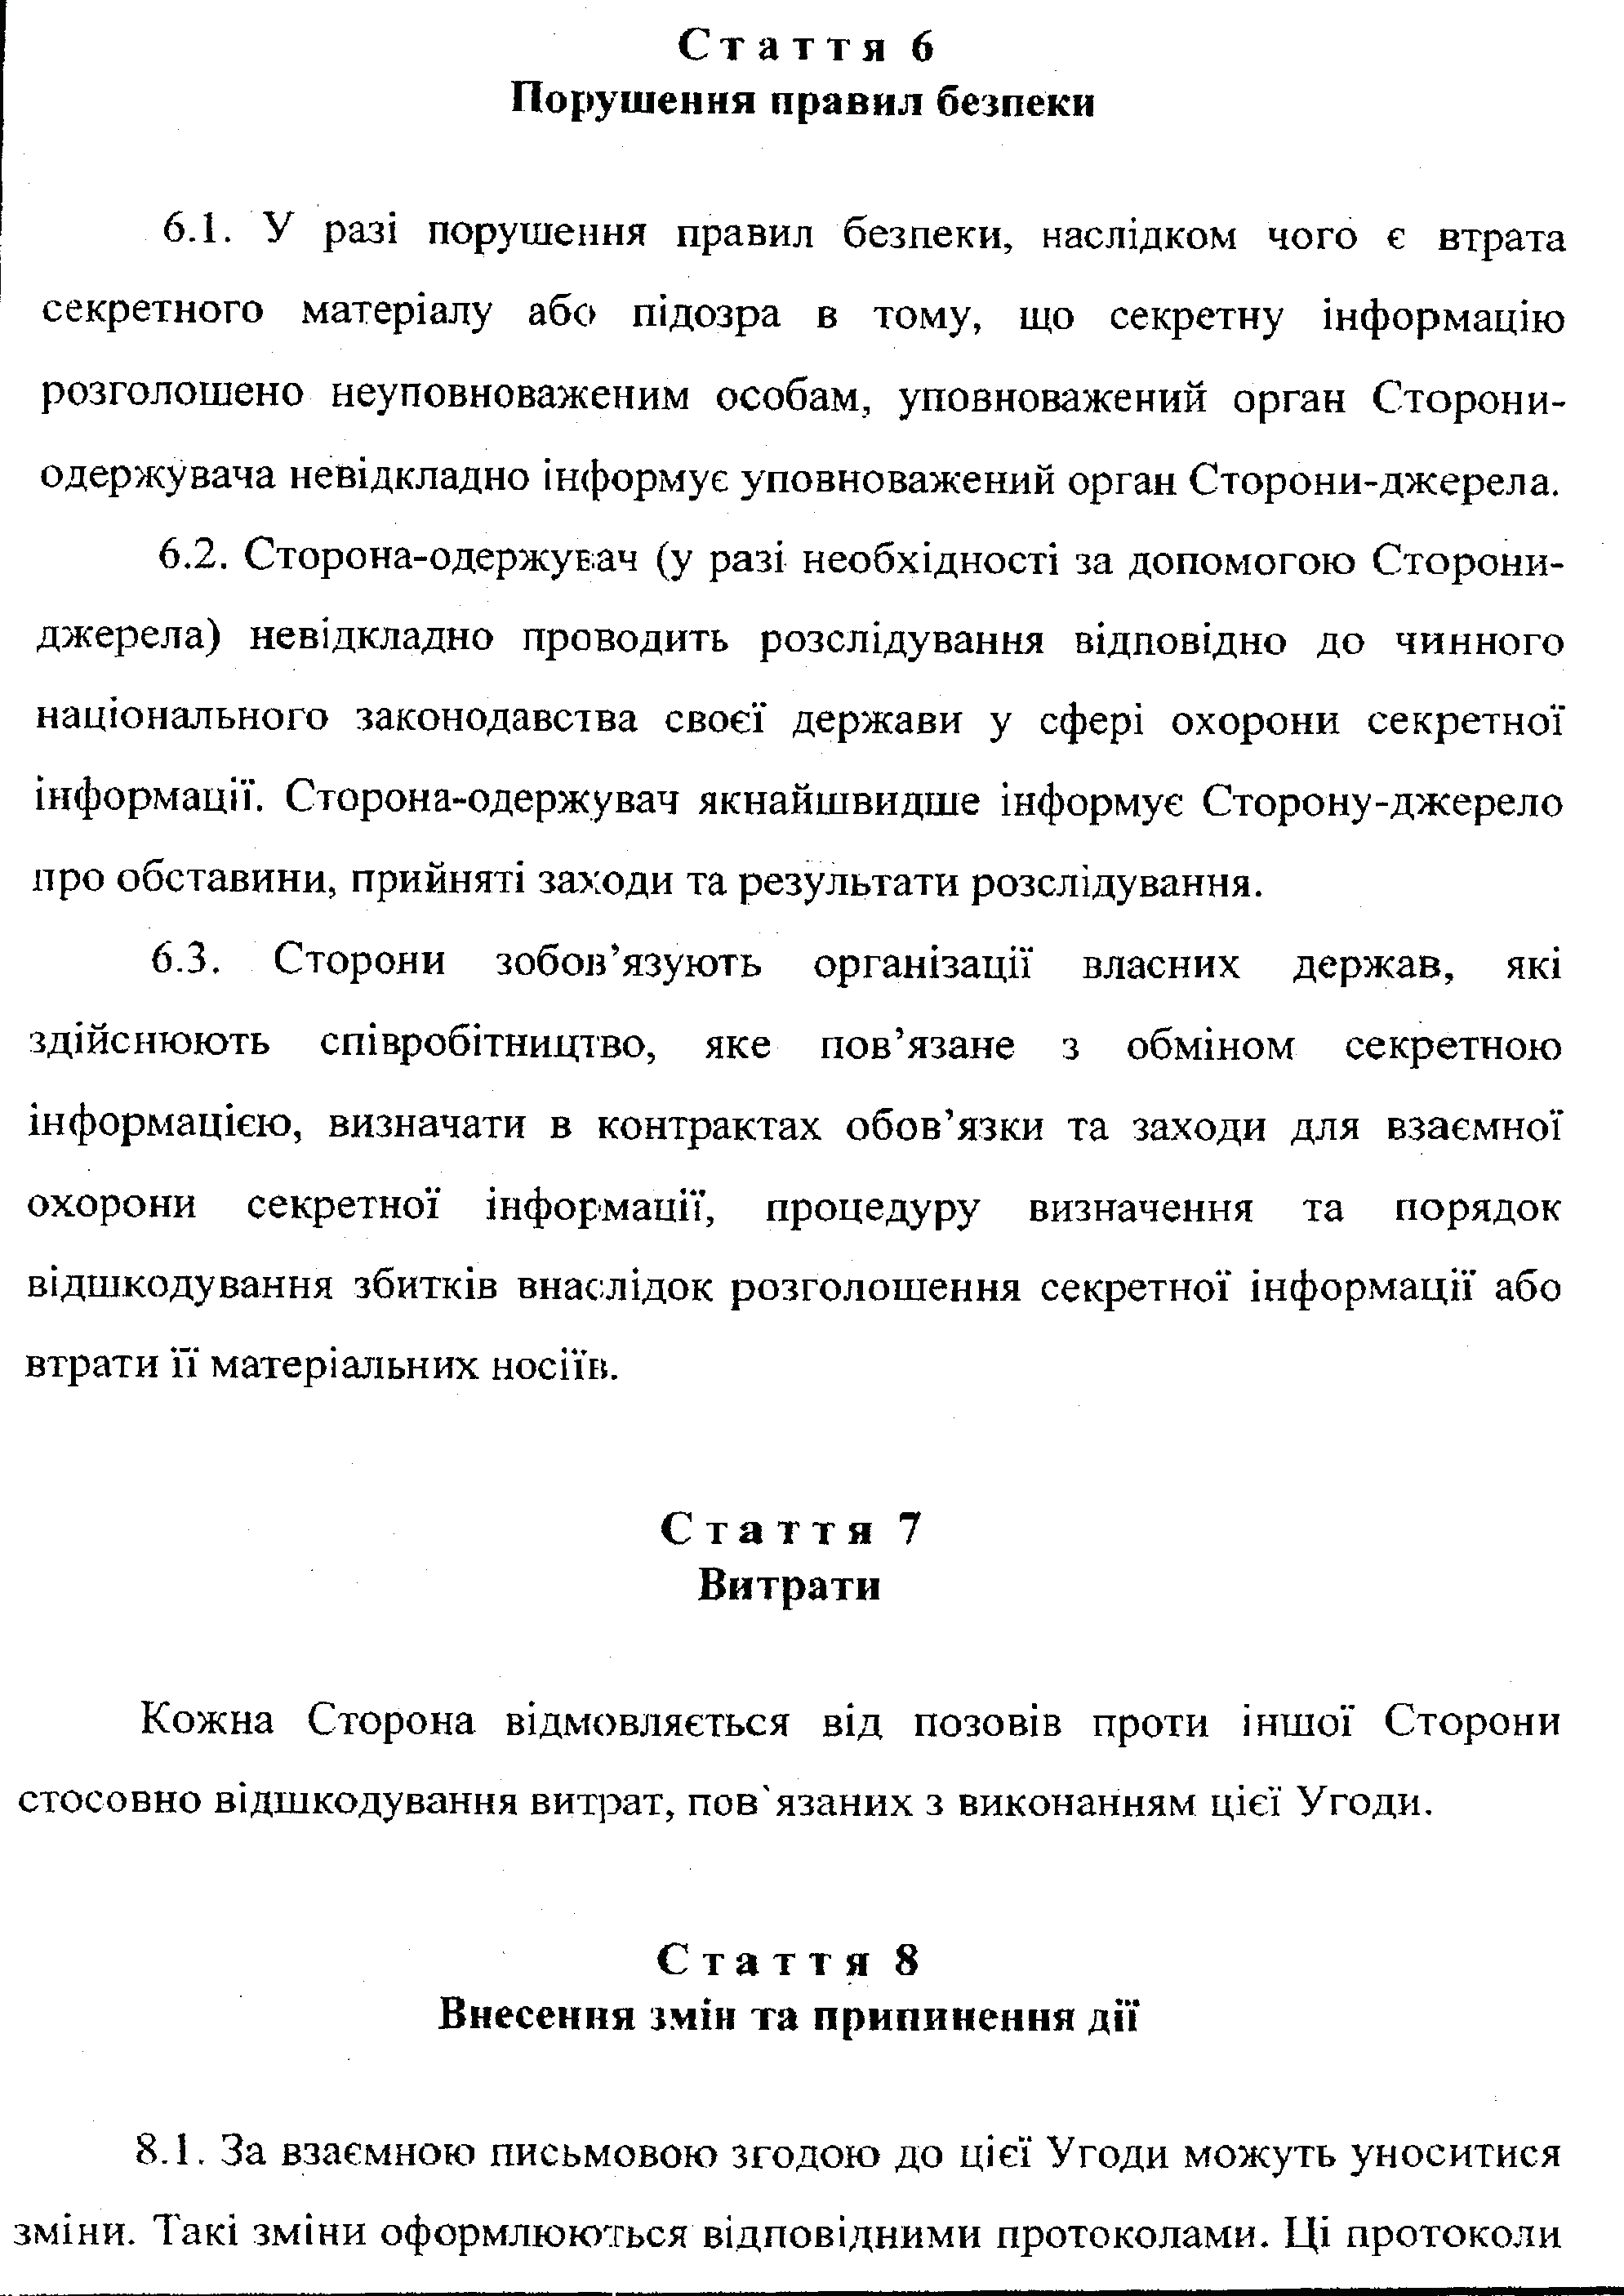 Стаття 6
Порушення правил безпеки
6.1. У разі порушення правил безпеки, наслідком чого є втрата
секретного матеріалу або підозра в тому, що секретну інформацію
розголошено неуповноваженим особам, уповноважений орган Сторони-
одержувача невідкладно інформує уповноважений орган Сторони-джерела.
6.2. Сторона-одержувач (у разі необхідності за допомогою Сторони-
джерела) невідкладно проводить розслідування відповідно до чинного
національного законодавства своєї держави у сфері охорони секретної
інформації. Сторона-одержувач якнайшвидше інформує Сторону-джерело
про обставини, прийняті заходи та результати розслідування.
6.3. Сторони зобов’язують організації власних держав, які
здійснюють співробітництво, яке пов’язане з обміном секретною
інформацією, визначати в контрактах обов’язки та заходи для взаємної
охорони секретної інформації, процедуру визначення та порядок
відшкодування збитків внаслідок розголошення секретної інформації або
втрати її матеріальних носіїв.
Стаття 7
Витрати
Кожна Сторона відмовляється від позовів проти іншої Сторони
стосовно відшкодування витрат, пов`язаних з виконанням цієї Угоди.
Стаття 8
Внесення змін та припинення дії
8.1. За взаємною письмовою згодою до цієї Угоди можуть уноситися
зміни. Такі зміни оформлюються відповідними протоколами. Ці протоколи